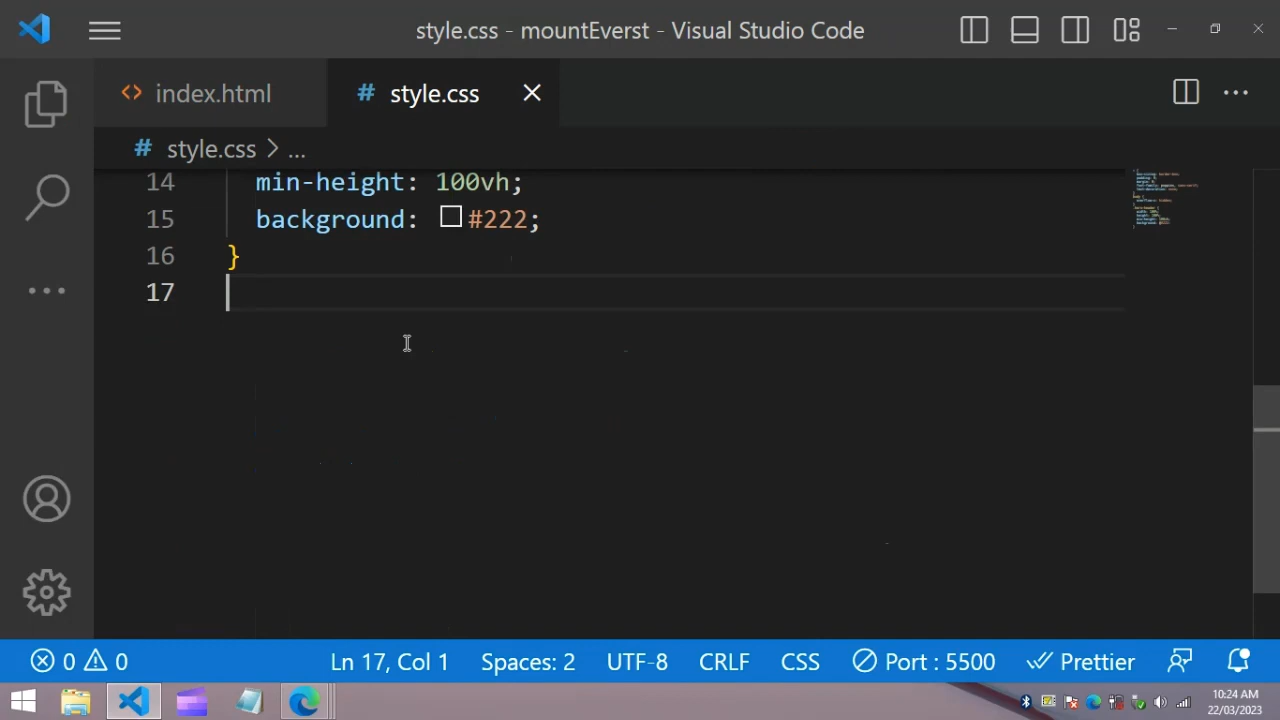 style.css - mountEverst - Visual Studio Code
index.html
# style.css
# style.css > ...
14 min-height: 100vh;
15 background: #222;
16 }
17
0 0
Ln 17, Col 1
Spaces: 2
UTF-8
CRLF
CSS
Port : 5500
Prettier
10:24 AM
22/03/2023